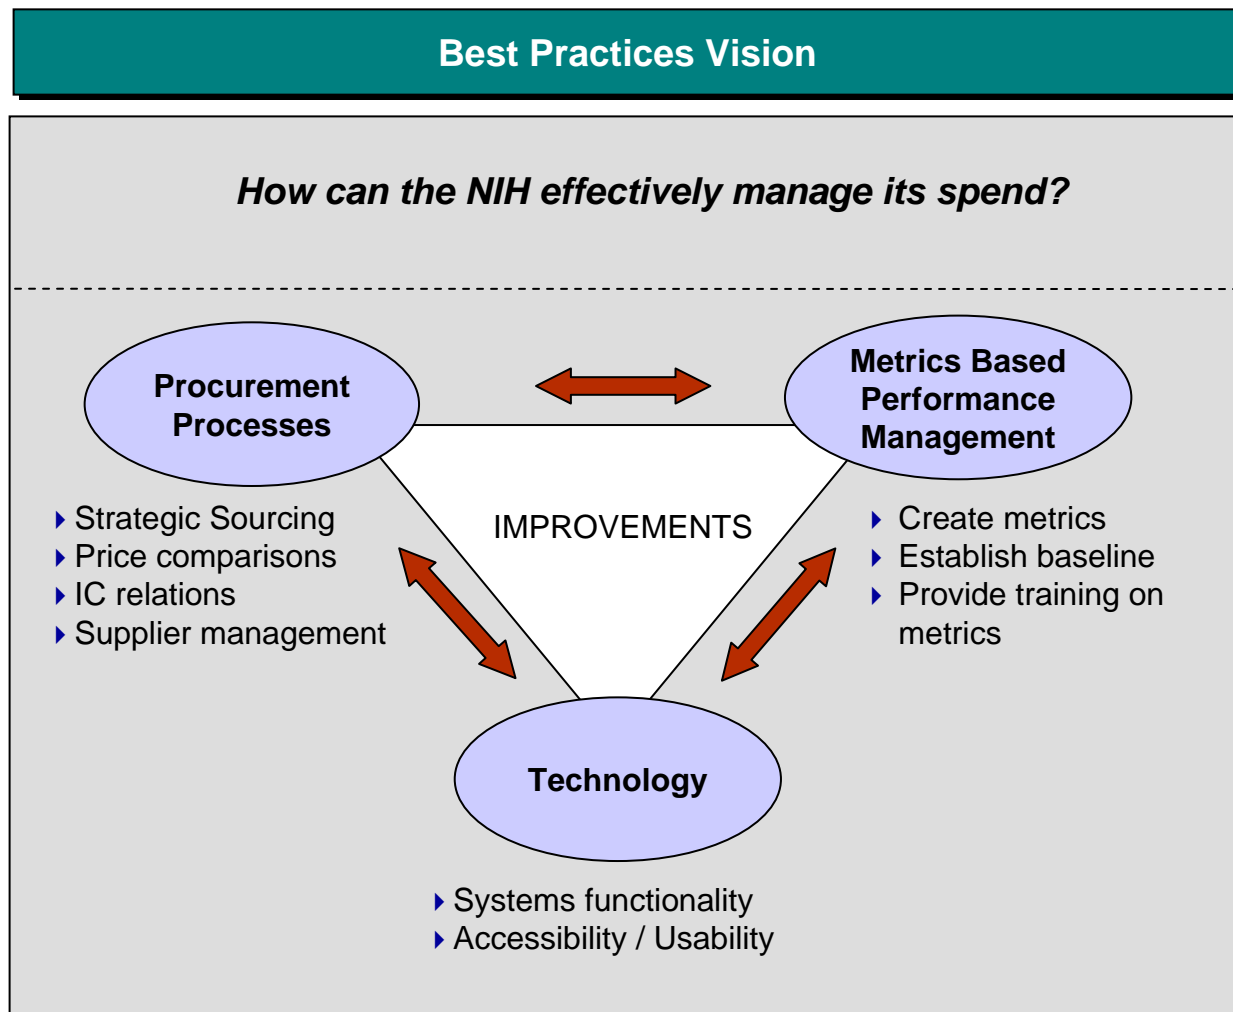 Best Practices Vision
How can the NIH effectively manage its spend?
Procurement
Processes
Metrics Based
Performance
Management
IMPROVEMENTS
Strategic Sourcing
Price comparisons
IC relations
Supplier management
Create metrics
Establish baseline
Provide training on
metrics
Technology
Systems functionality
Accessibility / Usability